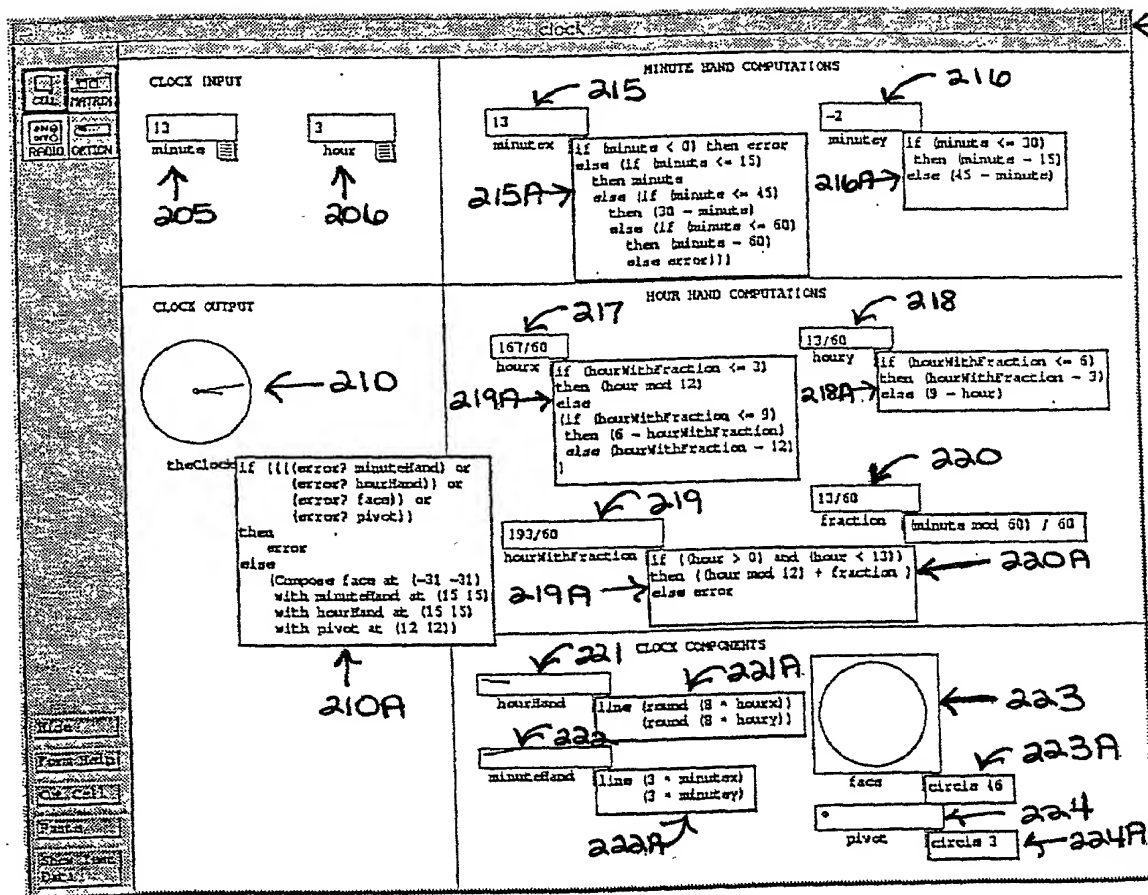 clock
CELL MATRIX
RADIO OPTION
CLOCK INPUT
13
minute
3
hour
205
206
MINUTE HAND COMPUTATIONS
215
13
minutex
215A
if (minute < 0) then error
else (if (minute <= 15)
then minute
else (if (minute <= 45)
then (30 - minute)
else (if (minute <= 60)
then (minute - 60)
else error)))
216
-2
minutey
216A
if (minute <= 30)
then (minute - 15)
else (45 - minute)
CLOCK OUTPUT
210
theClock
if ((((error? minuteHand) or
(error? hourHand)) or
(error? face)) or
(error? pivot))
then
error
else
(Compose face at (-31 -31)
with minuteHand at (15 15)
with hourHand at (15 15)
with pivot at (12 12))
210A
HOUR HAND COMPUTATIONS
217
167/60
hourx
219A
if (hourWithFraction <= 3)
then (hour mod 12)
else
(if (hourWithFraction <= 9)
then (6 - hourWithFraction)
else (hourWithFraction - 12)
)
218
13/60
houry
218A
if (hourWithFraction <= 6)
then (hourWithFraction - 3)
else (9 - hour)
219
193/60
hourWithFraction
219A
if ((hour > 0) and (hour < 13))
then ((hour mod 12) + fraction )
else error
220A
220
13/60
fraction
(minute mod 60) / 60
CLOCK COMPONENTS
221
hourHand
221A
line (round (8 * hourx))
(round (8 * houry))
222
minuteHand
line (3 * minutex)
(3 * minutey)
222A
223
face
223A
circle 46
224
pivot
circle 3
224A
Hide
Form Help
Paste